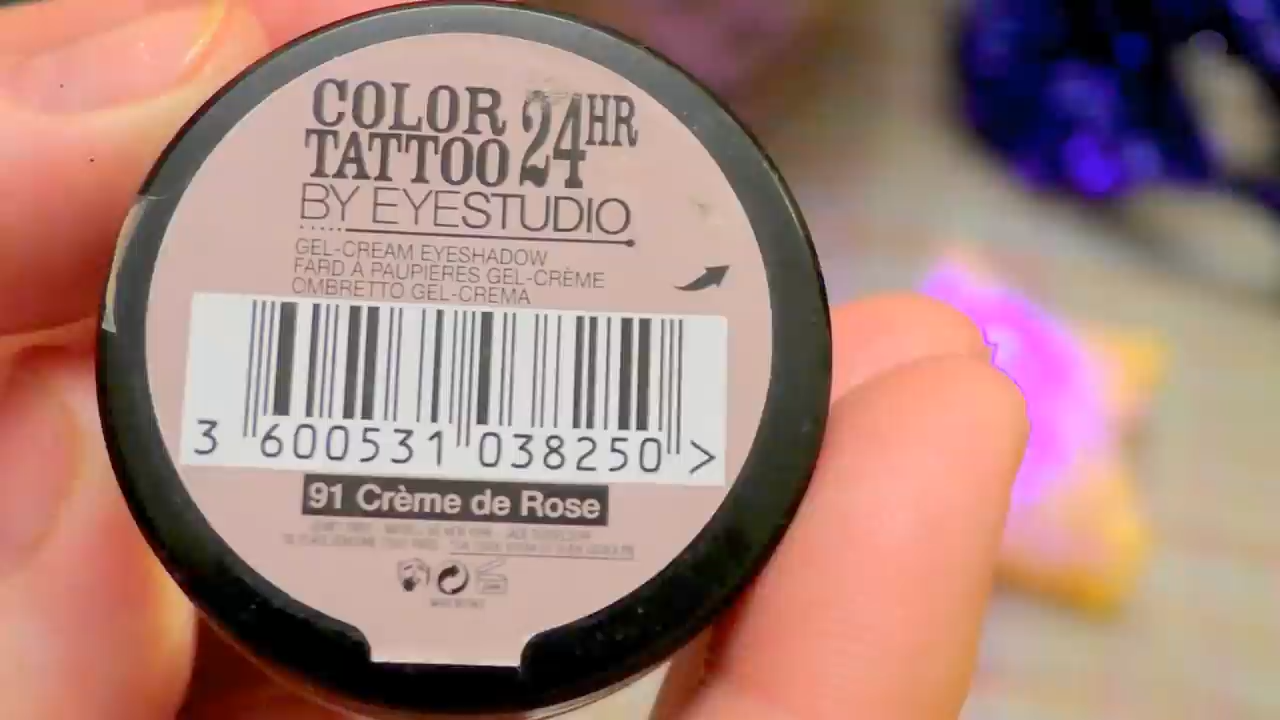 COLOR
TATTOO 24HR
BY EYESTUDIO
GEL-CREAM EYESHADOW
FARD À PAUPIÈRES GEL-CRÈME
OMBRETTO GEL-CREMA
3 600531 038250 >
91 Crème de Rose